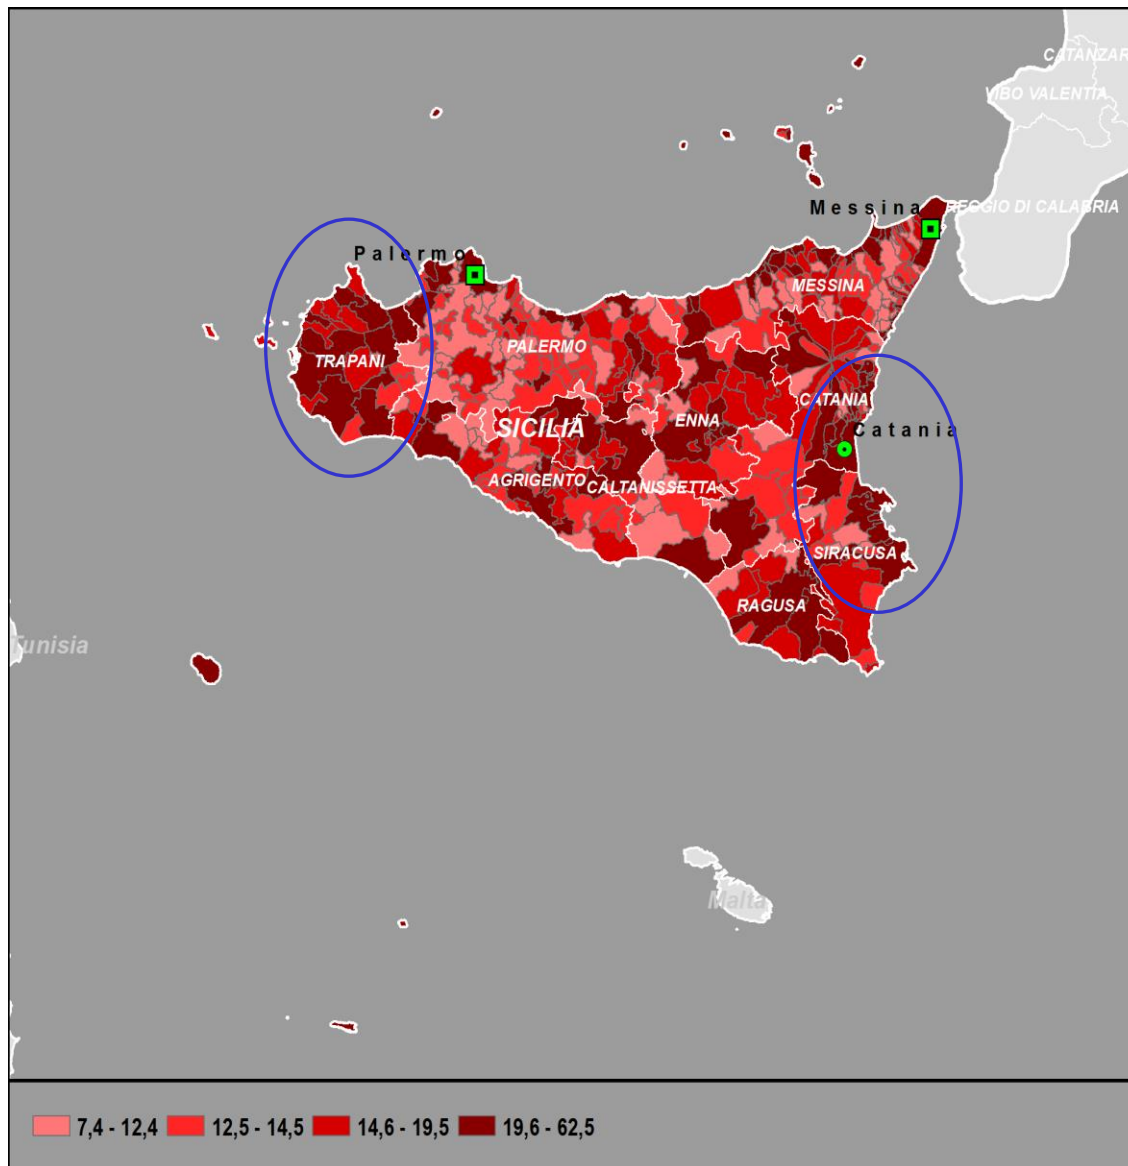 CATANZAR
VIBO VALENTIA
Messina
REGGIO DI CALABRIA
Palermo
MESSINA
PALERMO
TRAPANI
CATANIA
ENNA
SICILIA
Catania
AGRIGENTO
CALTANISSETTA
SIRACUSA
RAGUSA
Tunisia
Malta
7,4 - 12,4 12,5 - 14,5 14,6 - 19,5 19,6 - 62,5